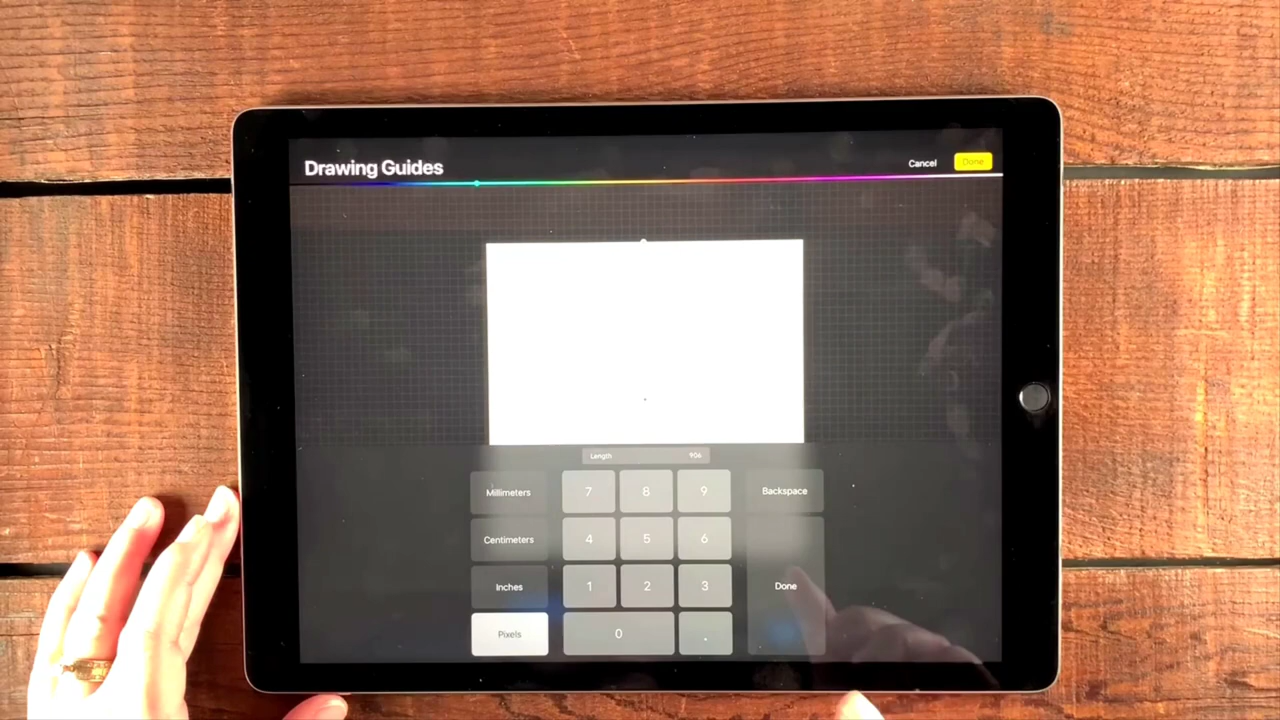 Drawing Guides
Cancel
Done
Length 906
Millimeters 7 8 9 Backspace
Centimeters 4 5 6
Inches 1 2 3 Done
Pixels 0 .